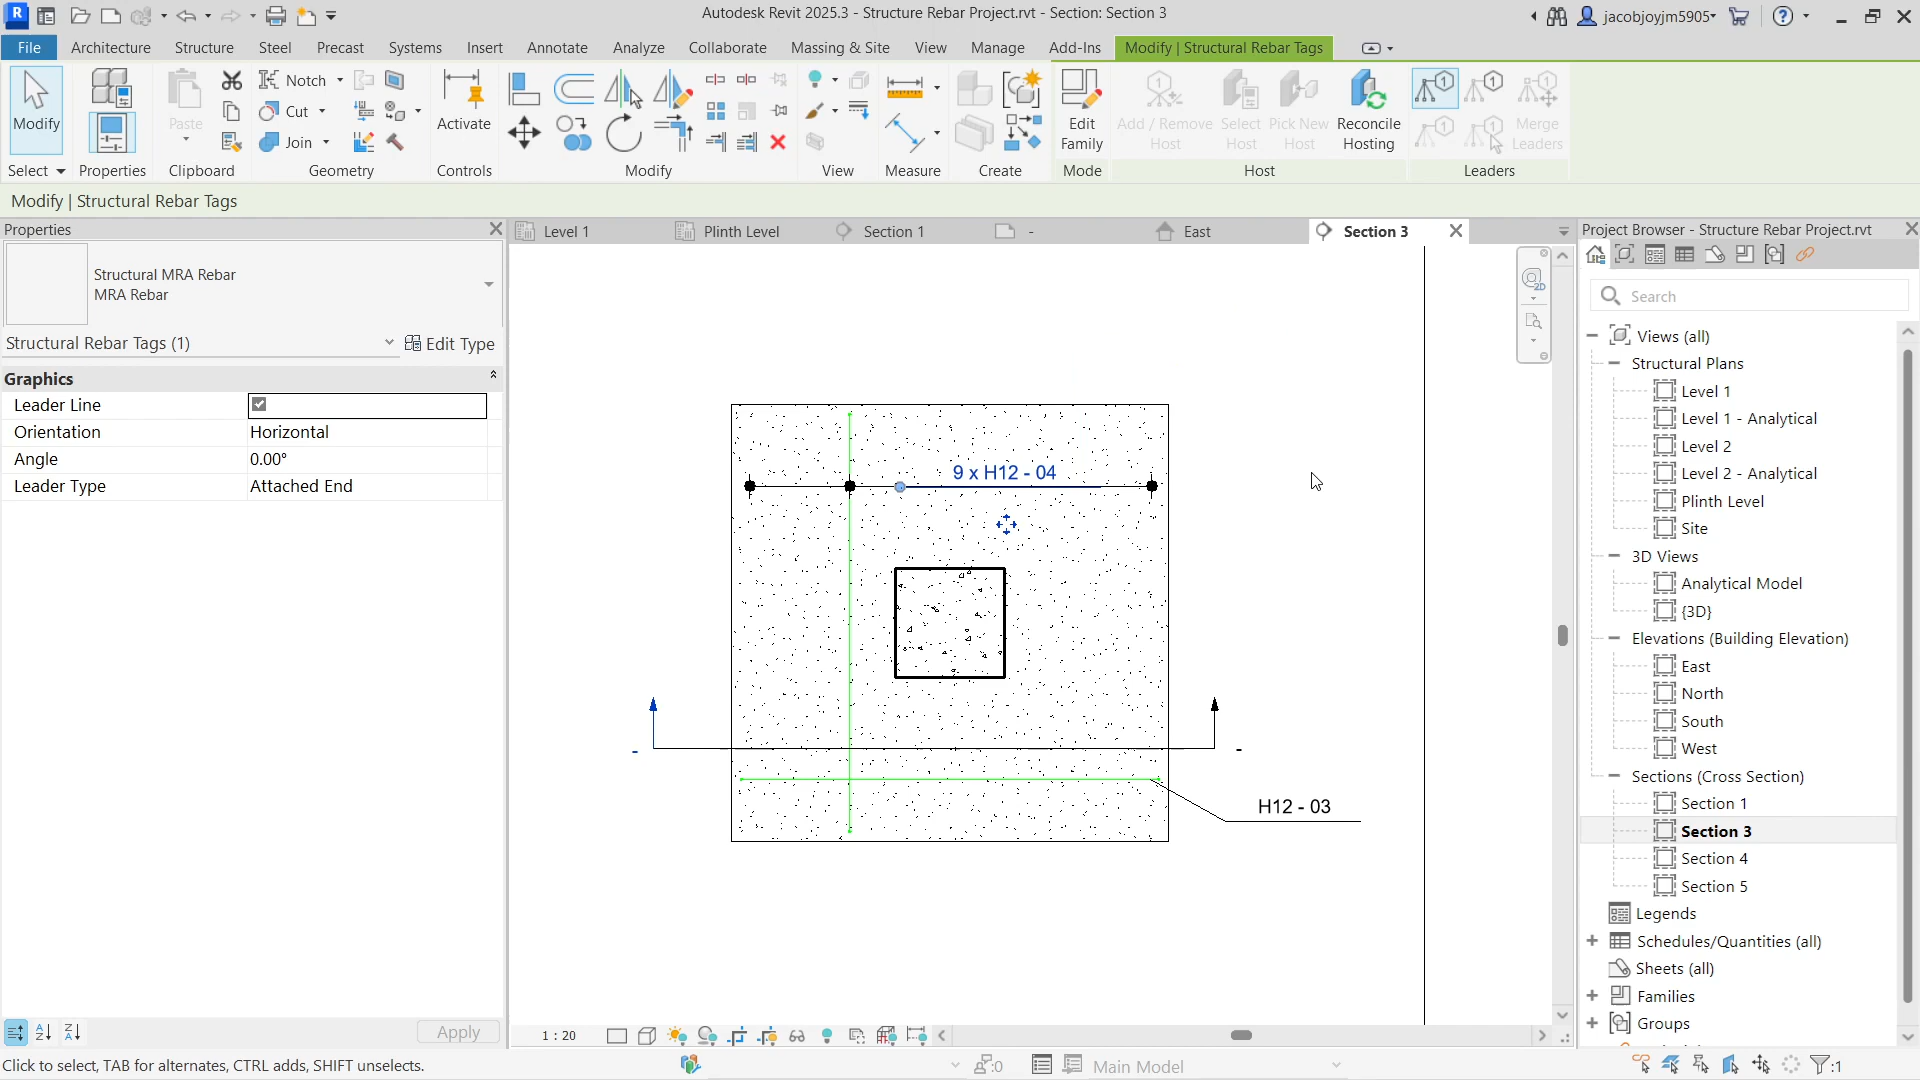 Autodesk Revit 2025.3 - Structure Rebar Project.rvt - Section: Section 3
jacobjoyjm5905
File
Architecture
Structure
Steel
Precast
Systems
Insert
Annotate
Analyze
Collaborate
Massing & Site
View
Manage
Add-Ins
Modify | Structural Rebar Tags
Modify
Paste
Notch
Cut
Join
Activate
Edit Family
Add / Remove Host
Select Host
Pick New Host
Reconcile Hosting
Merge Leaders
Select
Properties
Clipboard
Geometry
Controls
Modify
View
Measure
Create
Mode
Host
Leaders
Modify | Structural Rebar Tags
Properties
Structural MRA Rebar
MRA Rebar
Structural Rebar Tags (1)
Edit Type
Graphics
Leader Line
Orientation Horizontal
Angle 0.00°
Leader Type Attached End
Apply
Level 1
Plinth Level
Section 1
-
East
Section 3
2D
9 x H12 - 04
-
-
H12 - 03
1 : 20
Project Browser - Structure Rebar Project.rvt
Search
Views (all)
Structural Plans
Level 1
Level 1 - Analytical
Level 2
Level 2 - Analytical
Plinth Level
Site
3D Views
Analytical Model
{3D}
Elevations (Building Elevation)
East
North
South
West
Sections (Cross Section)
Section 1
Section 3
Section 4
Section 5
Legends
Schedules/Quantities (all)
Sheets (all)
Families
Groups
Click to select, TAB for alternates, CTRL adds, SHIFT unselects.
:0
Main Model
:1